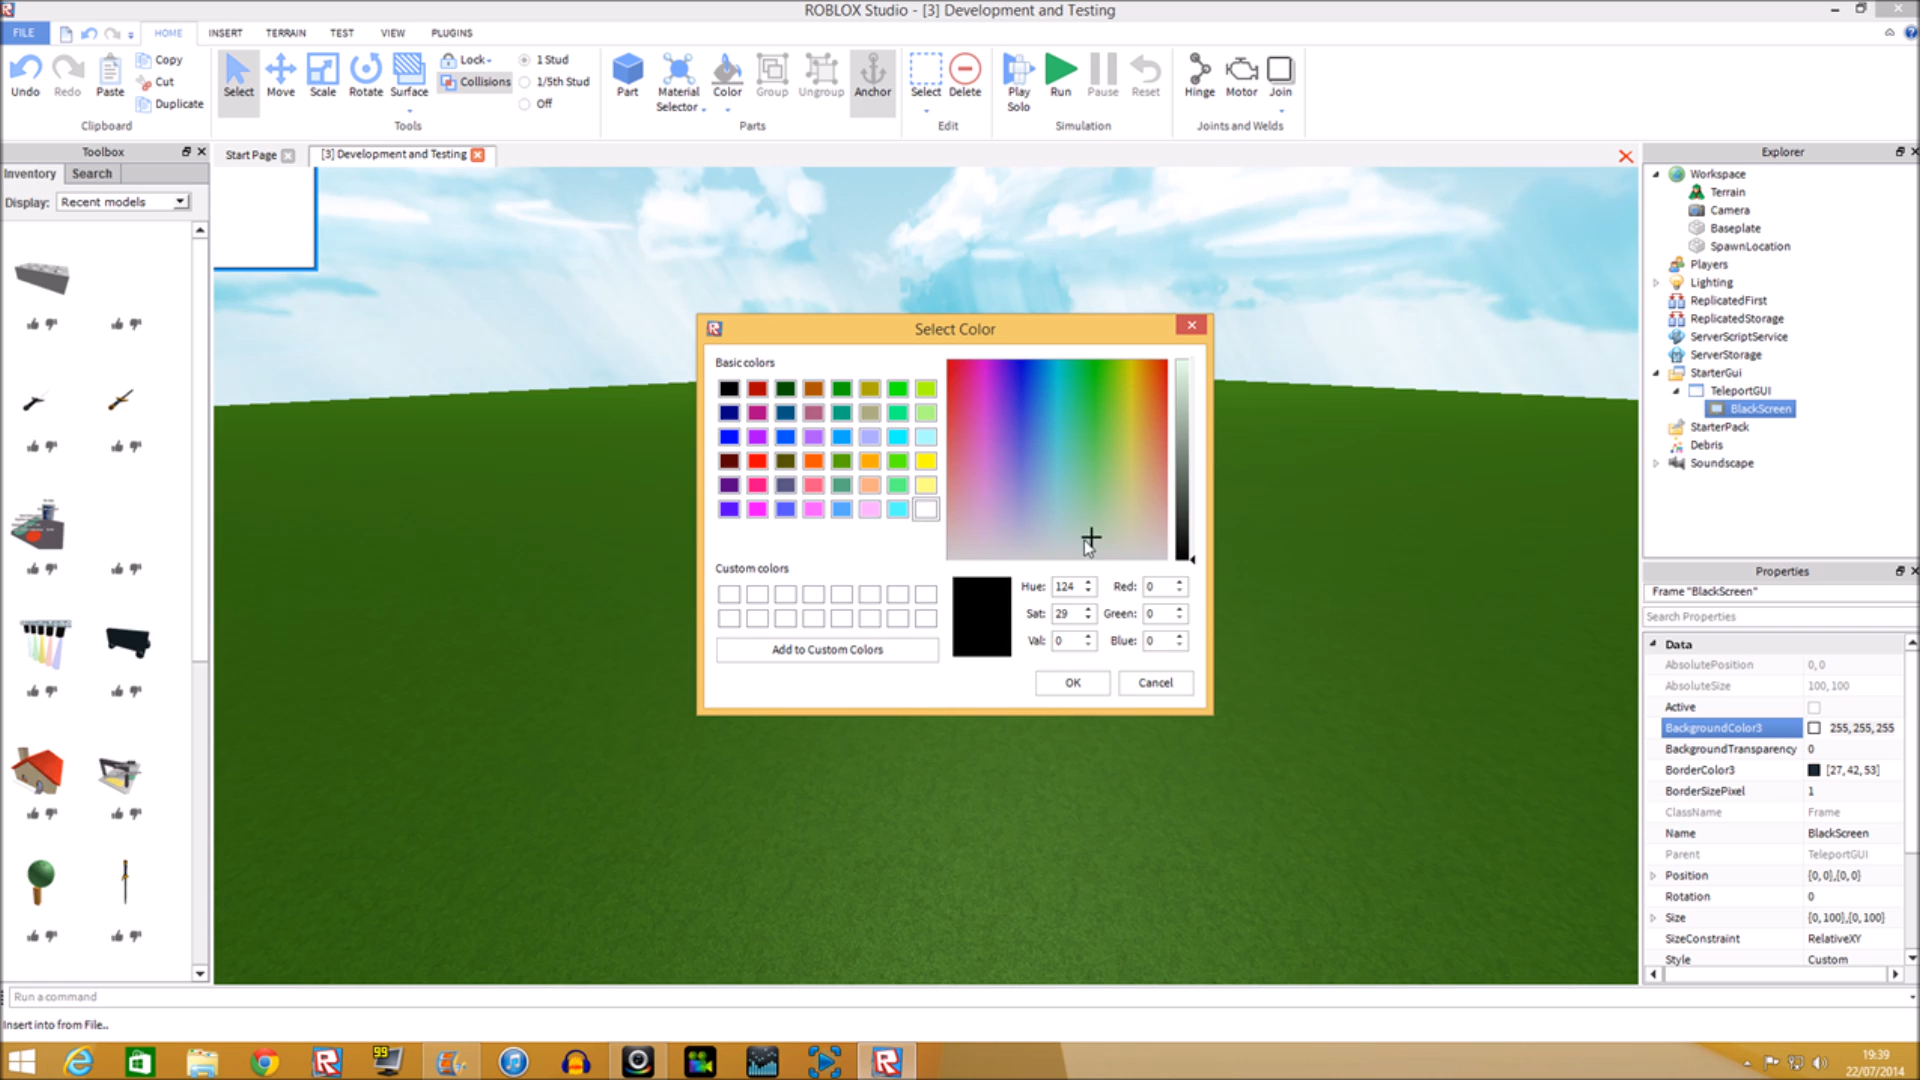 ROBLOX Studio - [3] Development and Testing
FILE HOME INSERT TERRAIN TEST VIEW PLUGINS
Undo Redo Paste
Copy
Cut
Duplicate
Clipboard
Select Move Scale Rotate Surface
Lock
Collisions
1 Stud
1/5th Stud
Off
Tools
Part Material Selector Color Group Ungroup Anchor
Parts
Select Delete
Edit
Play Solo Run Pause Reset
Simulation
Hinge Motor Join
Joints and Welds
Toolbox
Inventory Search
Display: Recent models
Start Page
[3] Development and Testing
Select Color
Basic colors
Custom colors
Add to Custom Colors
Hue: 124 Red: 0
Sat: 29 Green: 0
Val: 0 Blue: 0
OK Cancel
Explorer
Workspace
Terrain
Camera
Baseplate
SpawnLocation
Players
Lighting
ReplicatedFirst
ReplicatedStorage
ServerScriptService
ServerStorage
StarterGui
TeleportGUI
BlackScreen
StarterPack
Debris
Soundscape
Properties
Frame "BlackScreen"
Search Properties
Data
AbsolutePosition 0, 0
AbsoluteSize 100, 100
Active
BackgroundColor3 255, 255, 255
BackgroundTransparency 0
BorderColor3 [27, 42, 53]
BorderSizePixel 1
ClassName Frame
Name BlackScreen
Parent TeleportGUI
Position {0, 0},{0, 0}
Rotation 0
Size {0, 100},{0, 100}
SizeConstraint RelativeXY
Style Custom
Run a command
Insert into from File..
99
19:39
22/07/2014